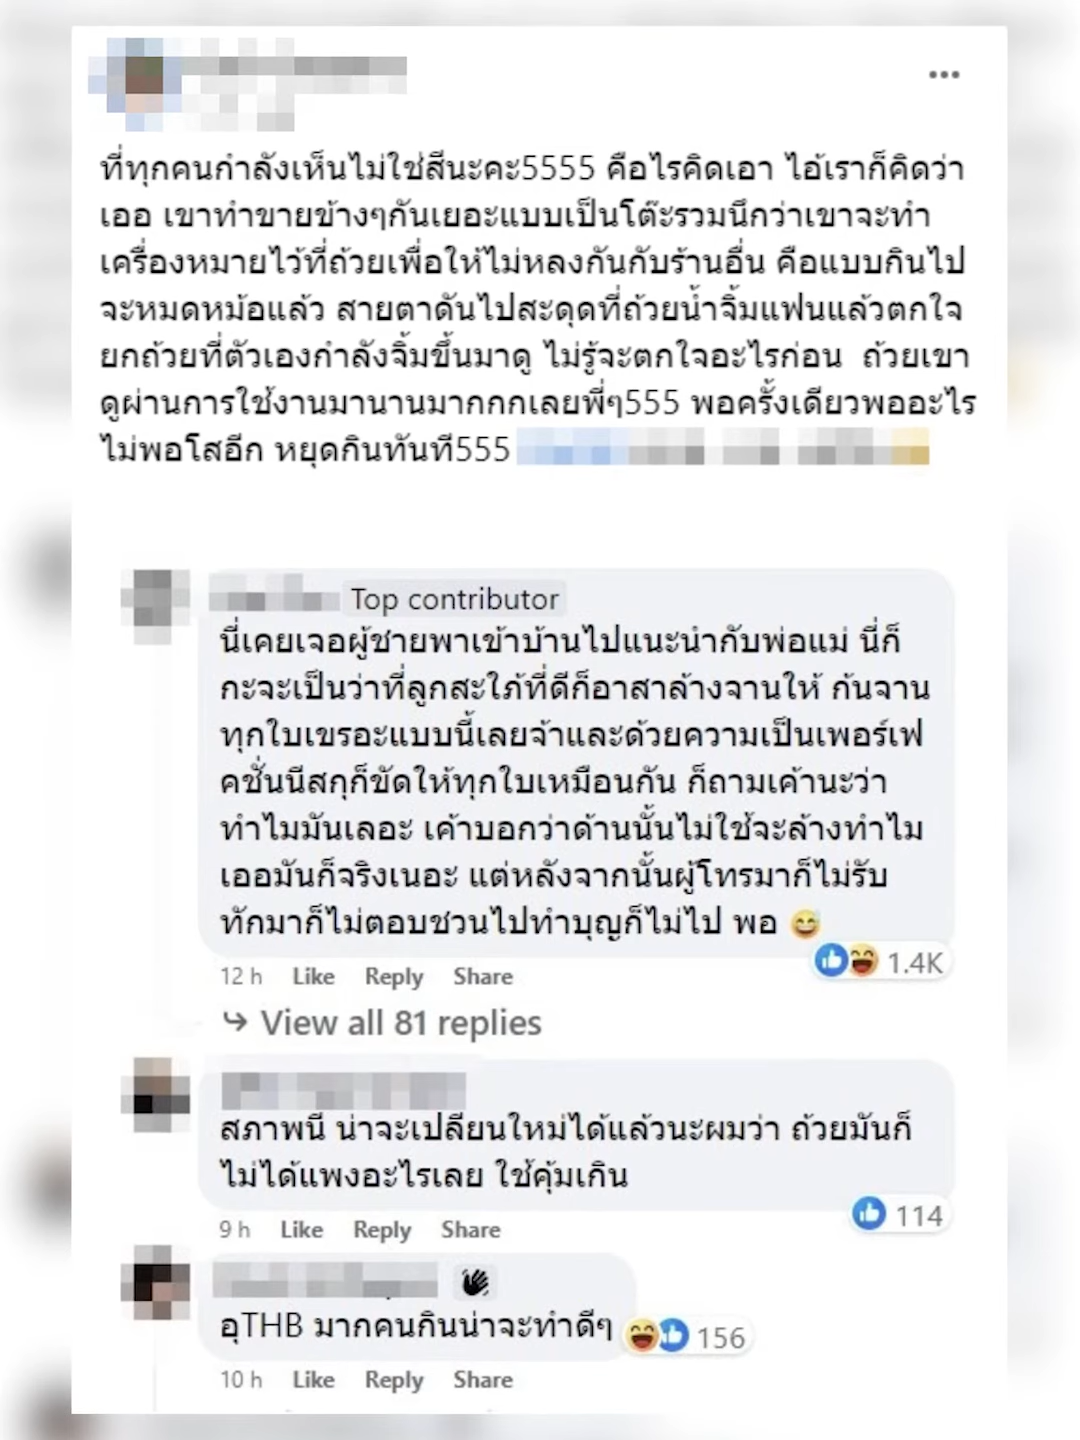 ที่ทุกคนกำลังเห็นไม่ใช่สีนะคะ5555 คือไรคิดเอา ไอ้เราก็คิดว่า
เออ เขาทำขายข้างๆกันเยอะแบบเป็นโต๊ะรวมนึกว่าเขาจะทำ
เครื่องหมายไว้ที่ถ้วยเพื่อให้ไม่หลงกันกับร้านอื่น คือแบบกินไป
จะหมดหม้อแล้ว สายตาดันไปสะดุดที่ถ้วยน้ำจิ้มแฟนแล้วตกใจ
ยกถ้วยที่ตัวเองกำลังจิ้มขึ้นมาดู ไม่รู้จะตกใจอะไรก่อน ถ้วยเขา
ดูผ่านการใช้งานมานานมากกกเลยพี่ๆ555 พอครั้งเดียวพออะไร
ไม่พอโสอีก หยุดกินทันที555
Top contributor
นี่เคยเจอผู้ชายพาเข้าบ้านไปแนะนำกับพ่อแม่ นี่ก็
กะจะเป็นว่าที่ลูกสะใภ้ที่ดีก็อาสาล้างจานให้ ก้นจาน
ทุกใบเขรอะแบบนี้เลยจ้าและด้วยความเป็นเพอร์เฟ
คชั่นนีสกุก็ขัดให้ทุกใบเหมือนกัน ก็ถามเค้านะว่า
ทำไมมันเลอะ เค้าบอกว่าด้านนั้นไม่ใช้จะล้างทำไม
เออมันก็จริงเนอะ แต่หลังจากนั้นผู้โทรมาก็ไม่รับ
ทักมาก็ไม่ตอบชวนไปทำบุญก็ไม่ไป พอ 😅
1.4K
12 h Like Reply Share
View all 81 replies
สภาพนี้ น่าจะเปลี่ยนใหม่ได้แล้วนะผมว่า ถ้วยมันก็
ไม่ได้แพงอะไรเลย ใช้คุ้มเกิน
114
9 h Like Reply Share
อุTHB มากคนกินน่าจะทำดีๆ
156
10 h Like Reply Share